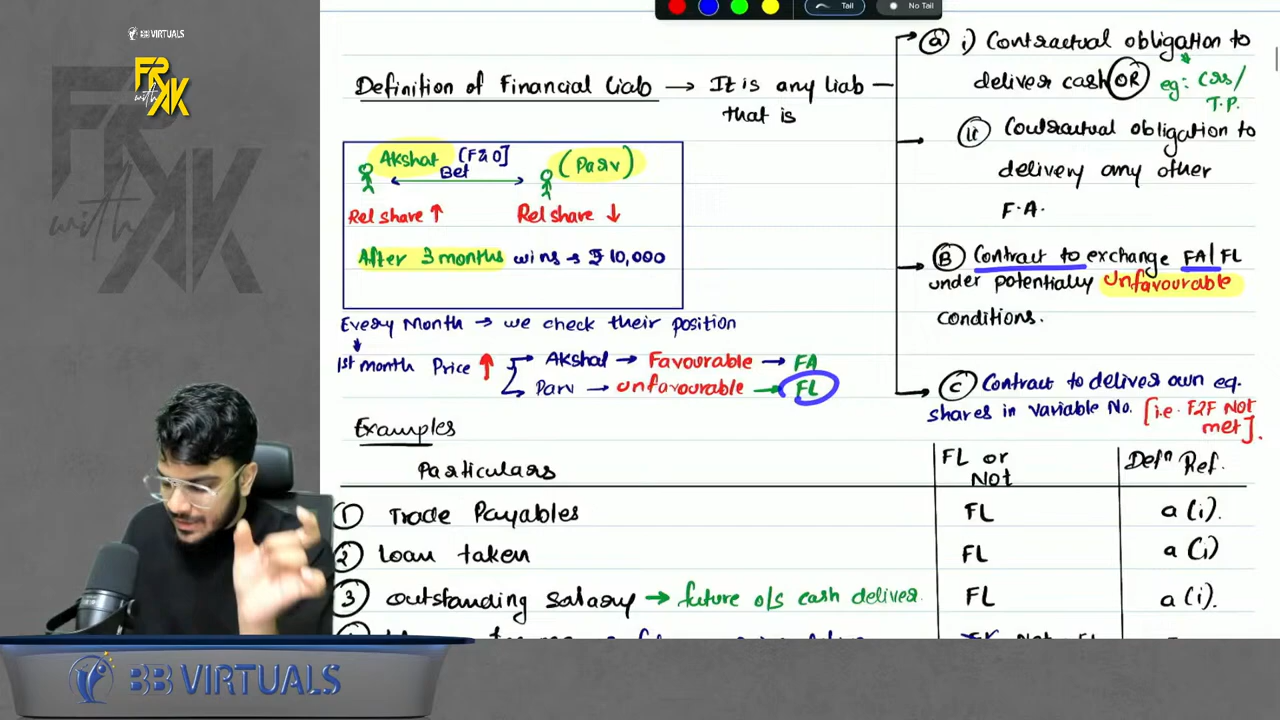 BB VIRTUALS
FR
with AK
Tail
No Tail
Definition of Financial Liab → It is any liab
that is
a i) Contractual obligation to
deliver cash OR eg: Crs/
T.P.
ii Contractual obligation to
delivery any other
F.A.
B Contract to exchange FA/FL
under potentially unfavourable
conditions.
C Contract to delives own eq.
shares in variable No. [i.e. F2F Not
met].
Akshat [F&O] (Parv)
Bet
Rel share ↑ Rel share ↓
After 3 months wins → ₹ 10,000
Every Month → we check their position
1st month Price ↑ Akshat → Favourable → FA
Parv → unfavourable → FL
Examples
Particulars FL or Not Defn Ref.
1 Trade Payables FL a (i).
2 Loan taken FL a (i)
3 outstanding salary → future o/s cash deliver. FL a (i).
BB VIRTUALS